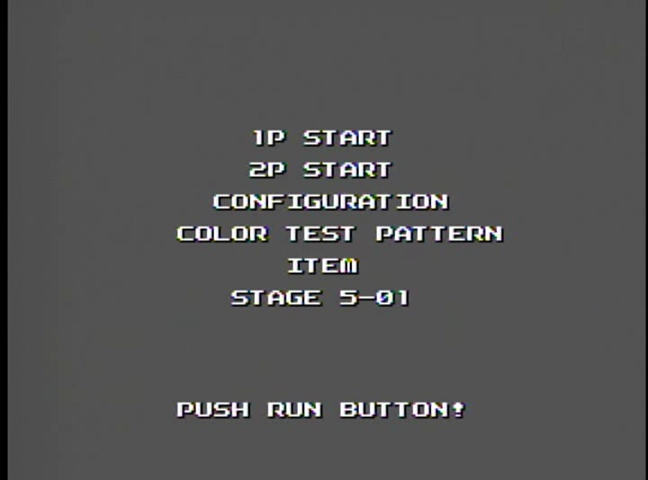 1P START
2P START
CONFIGURATION
COLOR TEST PATTERN
ITEM
STAGE 5-01
PUSH RUN BUTTON!